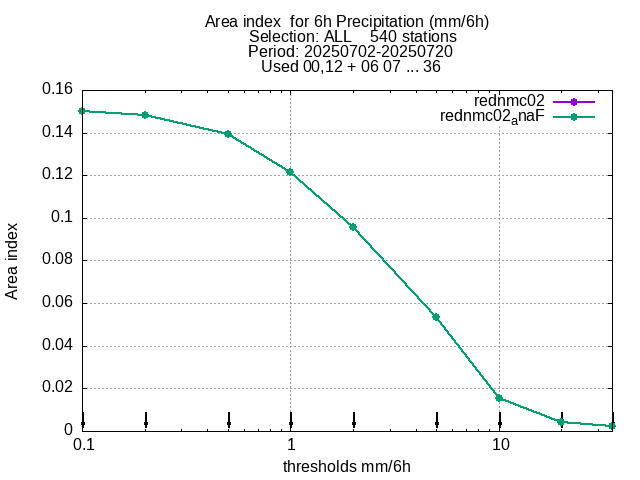 Area index  for 6h Precipitation (mm/6h)
Selection: ALL    540 stations
Period: 20250702-20250720
Used 00,12 + 06 07 ... 36
rednmc02
rednmc02anaF
0.16
0.14
0.12
0.1
0.08
0.06
0.04
0.02
0
Area index
0.1 1 10
thresholds mm/6h